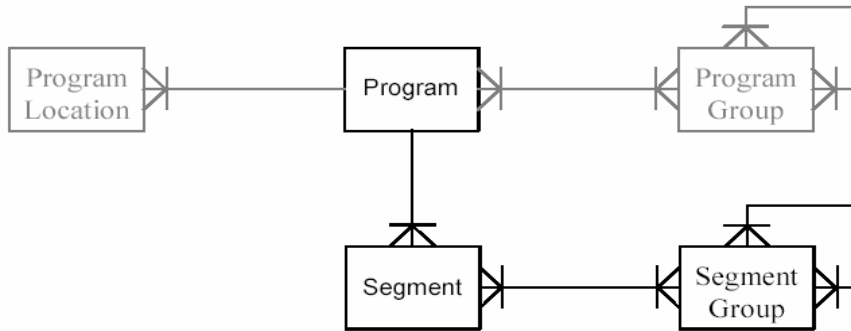 Program
Location
Program
Program
Group
Segment
Segment
Group